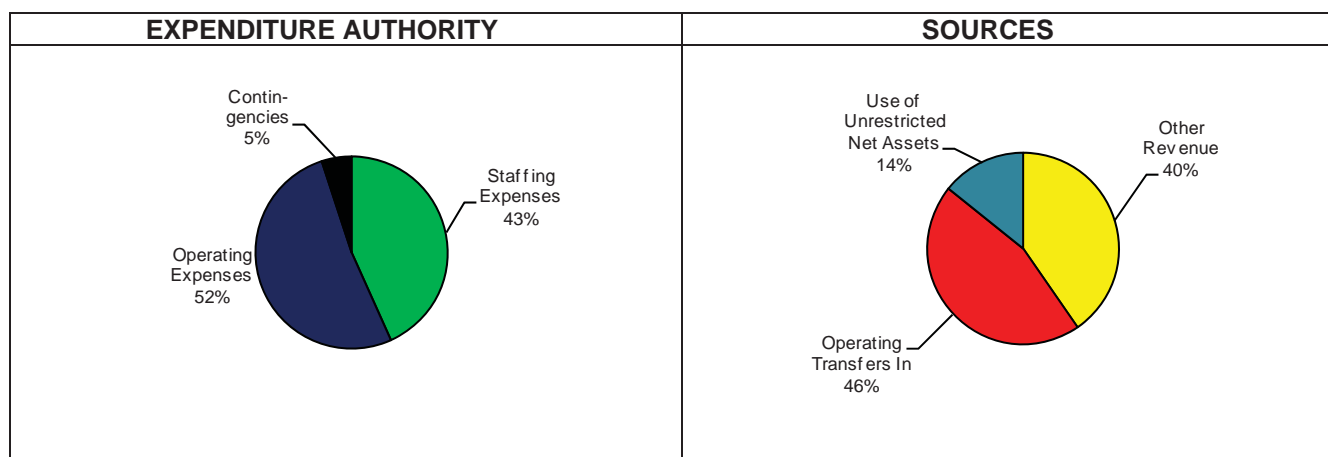 EXPENDITURE AUTHORITY
SOURCES
Contin-
gencies
5%
Staffing
Expenses
43%
Operating
Expenses
52%
Use of
Unrestricted
Net Assets
14%
Other
Revenue
40%
Operating
Transfers In
46%